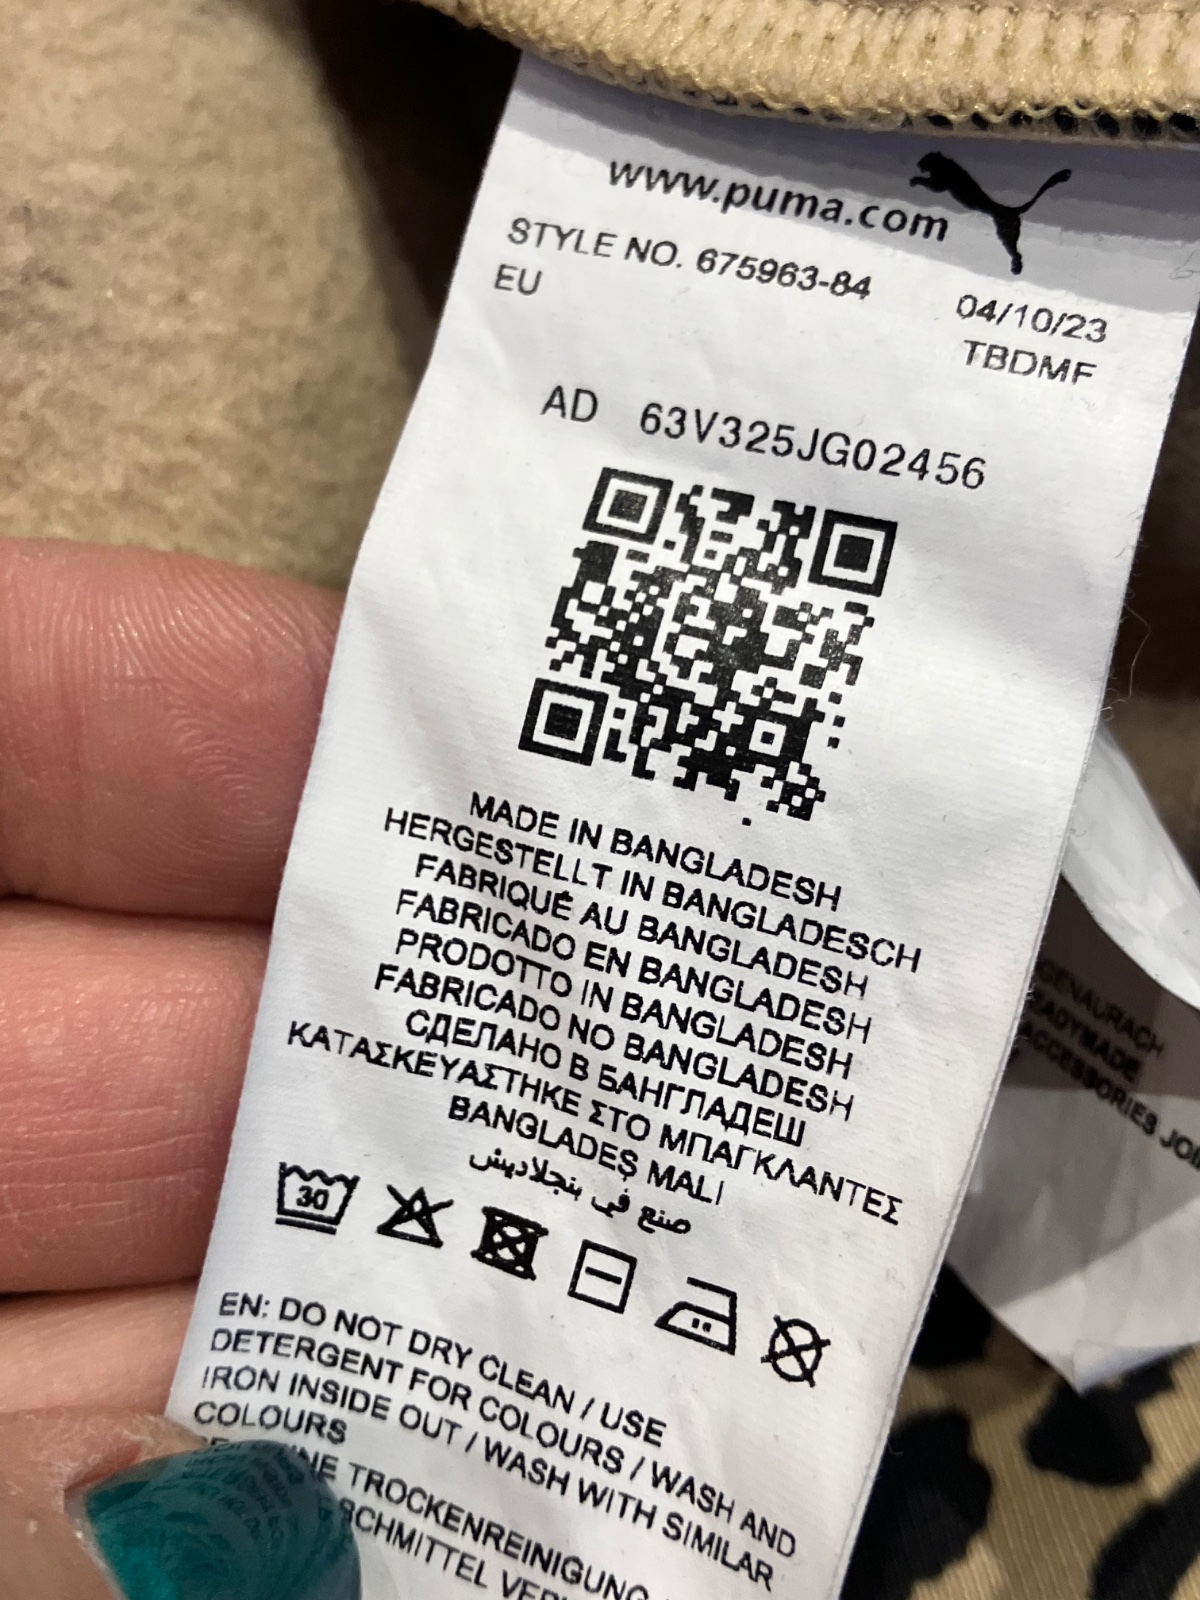 www.puma.com
STYLE NO. 675963-84
EU
04/10/23
TBDMF
AD 63V325JG02456
MADE IN BANGLADESH
HERGESTELLT IN BANGLADESCH
FABRIQUÉ AU BANGLADESH
FABRICADO EN BANGLADESH
PRODOTTO IN BANGLADESH
FABRICADO NO BANGLADESH
СДЕЛАНО В БАНГЛАДЕШ
ΚΑΤΑΣΚΕΥΑΣΤΗΚΕ ΣΤΟ ΜΠΑΓΚΛΑΝΤΕΣ
BANGLADEŞ MALI
صنع في بنجلاديش
30
EN: DO NOT DRY CLEAN / USE
DETERGENT FOR COLOURS / WASH AND
IRON INSIDE OUT / WASH WITH SIMILAR
COLOURS
TROCKENREINIGUNG
READYMADE
ACCESSORIES